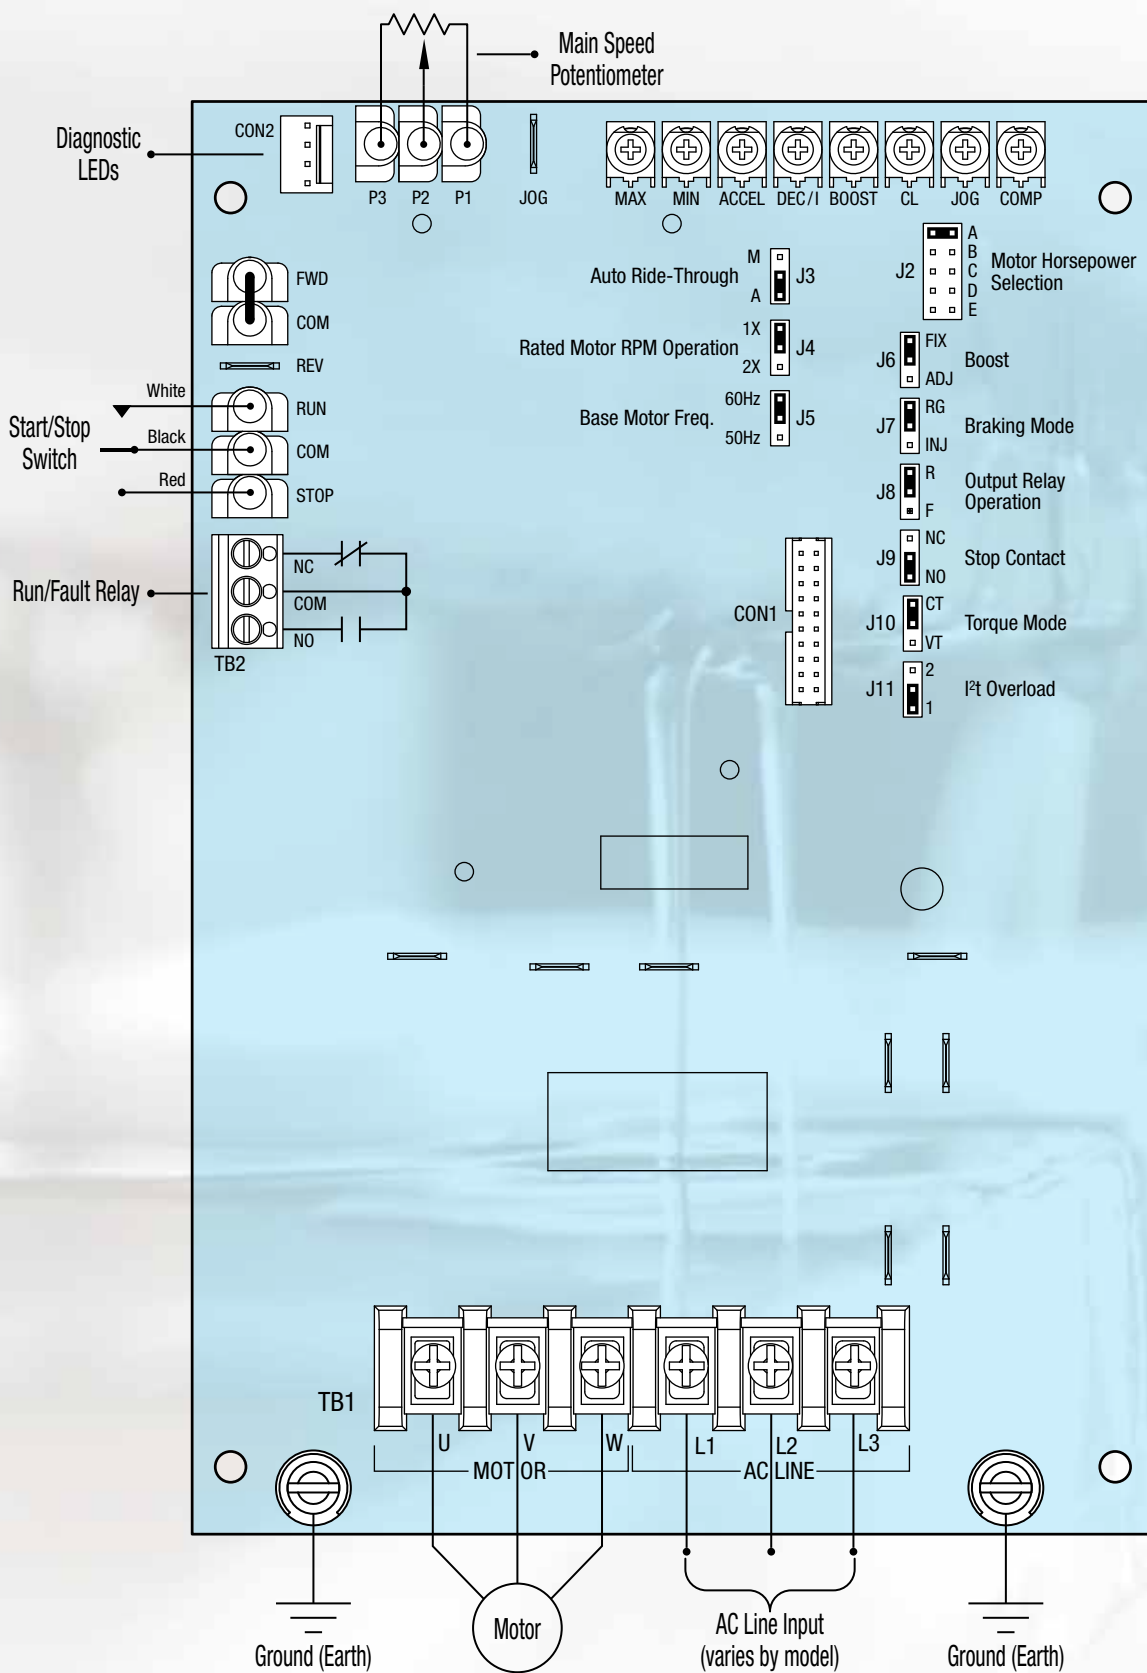 Main Speed
Potentiometer
Diagnostic
LEDs
CON2
P3 P2 P1 JOG
MAX MIN ACCEL DEC/I BOOST CL JOG COMP
FWD
COM
REV
White
RUN
Start/Stop
Switch
Black
COM
Red
STOP
Run/Fault Relay
NC
COM
NO
TB2
Auto Ride-Through
M
A
J3
Rated Motor RPM Operation
1X
2X
J4
Base Motor Freq.
60Hz
50Hz
J5
J2
A
B
C
D
E
Motor Horsepower
Selection
J6
FIX
ADJ
Boost
J7
RG
INJ
Braking Mode
J8
R
F
Output Relay
Operation
J9
NC
NO
Stop Contact
J10
CT
VT
Torque Mode
J11
2
1
I²t Overload
CON1
TB1
U V W L1 L2 L3
MOTOR AC LINE
Ground (Earth)
Motor
AC Line Input
(varies by model)
Ground (Earth)